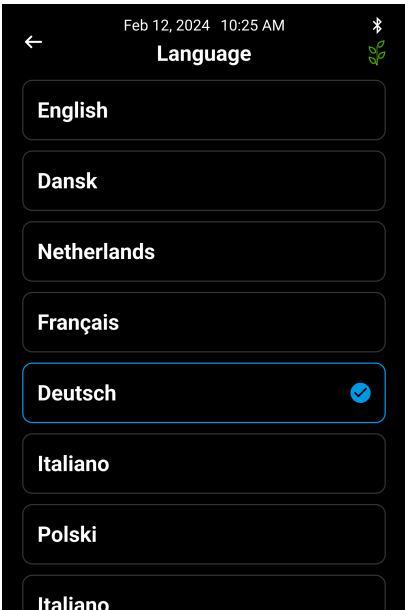 Feb 12, 2024 10:25 AM
Language
English
Dansk
Netherlands
Français
Deutsch
Italiano
Polski
Italiano